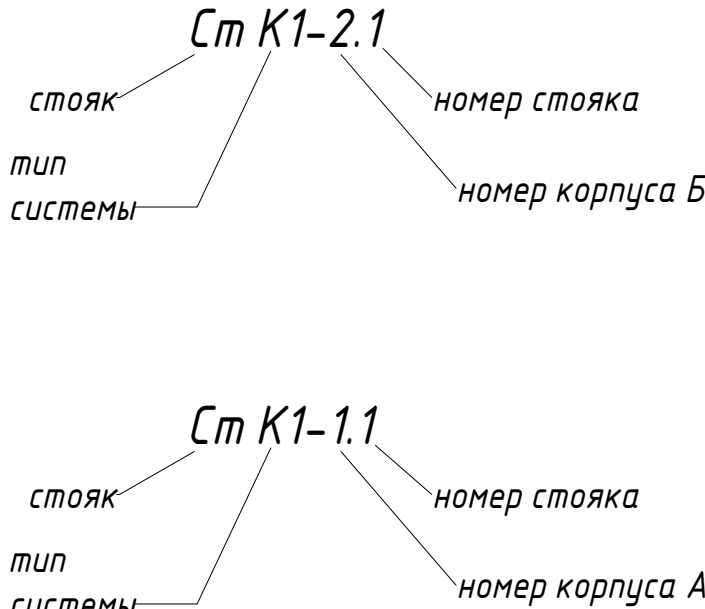 Ст К1-2.1
стояк
номер стояка
тип
системы
номер корпуса Б
Ст К1-1.1
стояк
номер стояка
тип
системы
номер корпуса А